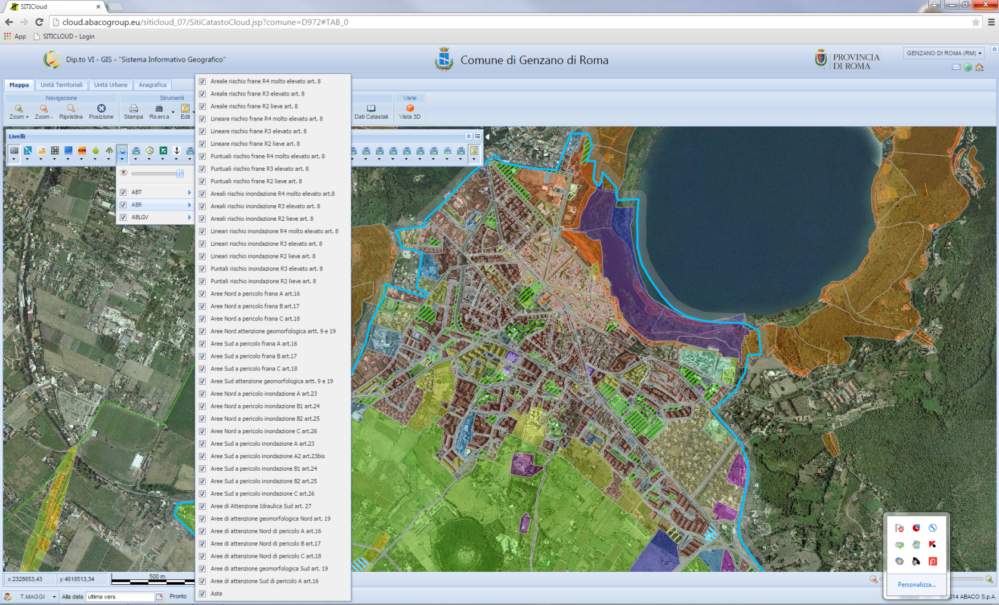 SITICloud
cloud.abacogroup.eu/siticloud_07/SitiCatastoCloud.jsp?comune=D972#TAB_0
App SITICLOUD - Login
Dip.to VI - GIS - "Sistema Informativo Geografico"
Comune di Genzano di Roma
PROVINCIA
DI ROMA
GENZANO DI ROMA (RM)
Mappa Unità Territoriali Unità Urbane Anagrafica
Navigazione Strumenti Varie
Zoom + Zoom - Ripristina Posizione Stampa Ricerca Edit Dati Catastali Vista 3D
Livelli
ABT
ABR
ABLGV
Areale rischio frane R4 molto elevato art. 8
Areale rischio frane R3 elevato art. 8
Areale rischio frane R2 lieve art. 8
Lineare rischio frane R4 molto elevato art. 8
Lineare rischio frane R3 elevato art. 8
Lineare rischio frane R2 lieve art. 8
Puntuali rischio frane R4 molto elevato art. 8
Puntuali rischio frane R3 elevato art. 8
Puntuali rischio frane R2 lieve art. 8
Areali rischio inondazione R4 molto elevato art.8
Areali rischio inondazione R3 elevato art. 8
Areali rischio inondazione R2 lieve art. 8
Lineari rischio inondazione R4 molto elevato art. 8
Lineari rischio inondazione R3 elevato art. 8
Lineari rischio inondazione R2 lieve art. 8
Puntali rischio inondazione R3 elevato art. 8
Puntali rischio inondazione R2 lieve art. 8
Aree Nord a pericolo frana A art.16
Aree Nord a pericolo frana B art.17
Aree Nord a pericolo frana C art.18
Aree Nord attenzione geomorfologica artt. 9 e 19
Aree Sud a pericolo frana A art.16
Aree Sud a pericolo frana B art.17
Aree Sud a pericolo frana C art.18
Aree Sud attenzione geomorfologica artt. 9 e 19
Aree Nord a pericolo inondazione A art.23
Aree Nord a pericolo inondazione B1 art.24
Aree Nord a pericolo inondazione B2 art.25
Aree Nord a pericolo inondazione C art.26
Aree Sud a pericolo inondazione A art.23
Aree Sud a pericolo inondazione A2 art.23bis
Aree Sud a pericolo inondazione B1 art.24
Aree Sud a pericolo inondazione B2 art.25
Aree Sud a pericolo inondazione C art.26
Aree di Attenzione Idraulica Sud art. 27
Aree di attenzione geomorfologica Nord art. 19
Aree di attenzione Nord di pericolo A art.16
Aree di attenzione Nord di pericolo B art.17
Aree di attenzione Nord di pericolo C art.18
Aree di attenzione geomorfologica Sud art. 19
Aree di attenzione Sud di pericolo A art.16
Aste
x:2328653,43 y:4618513,34 500 m.
Personalizza...
T.MAGGI Alla data ultima vers. Pronto
14 ABACO S.p.A.